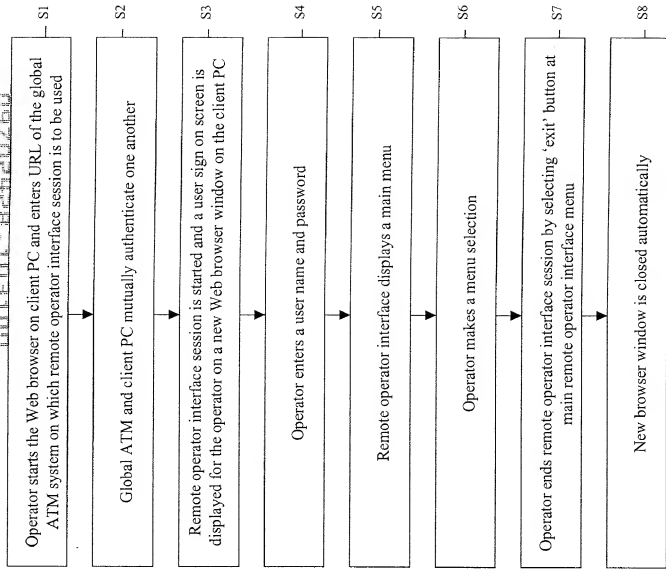 Operator starts the Web browser on client PC and enters URL of the global
ATM system on which remote operator interface session is to be used
S1
Global ATM and client PC mutually authenticate one another
S2
Remote operator interface session is started and a user sign on screen is
displayed for the operator on a new Web browser window on the client PC
S3
Operator enters a user name and password
S4
Remote operator interface displays a main menu
S5
Operator makes a menu selection
S6
Operator ends remote operator interface session by selecting ‘exit’ button at
main remote operator interface menu
S7
New browser window is closed automatically
S8